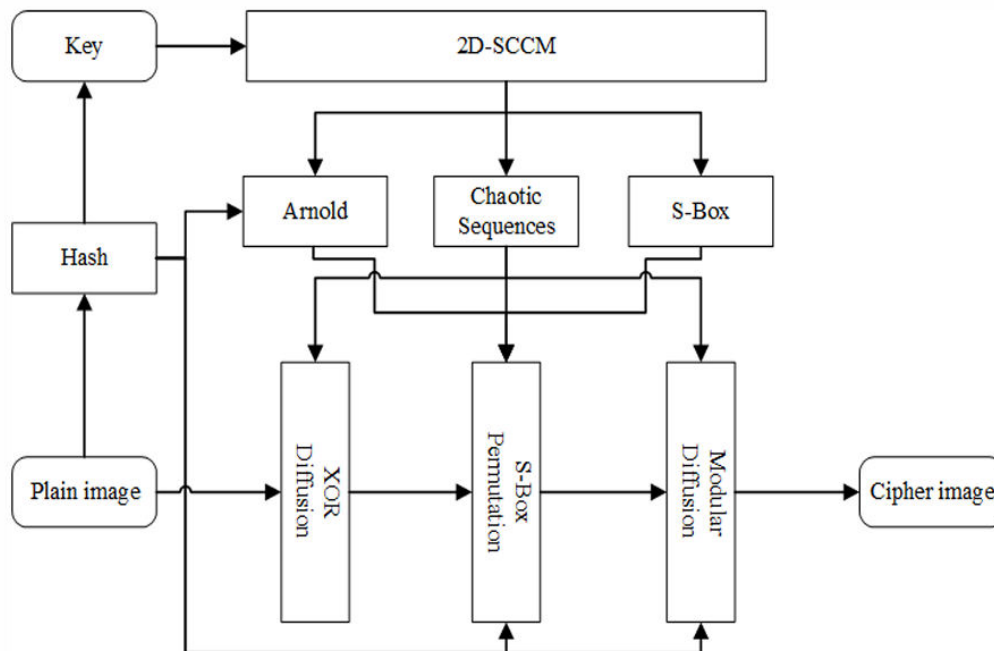 Key
2D-SCCM
Arnold
Chaotic
Sequences
S-Box
Hash
Plain image
XOR
Diffusion
S-Box
Permutation
Modular
Diffusion
Cipher image